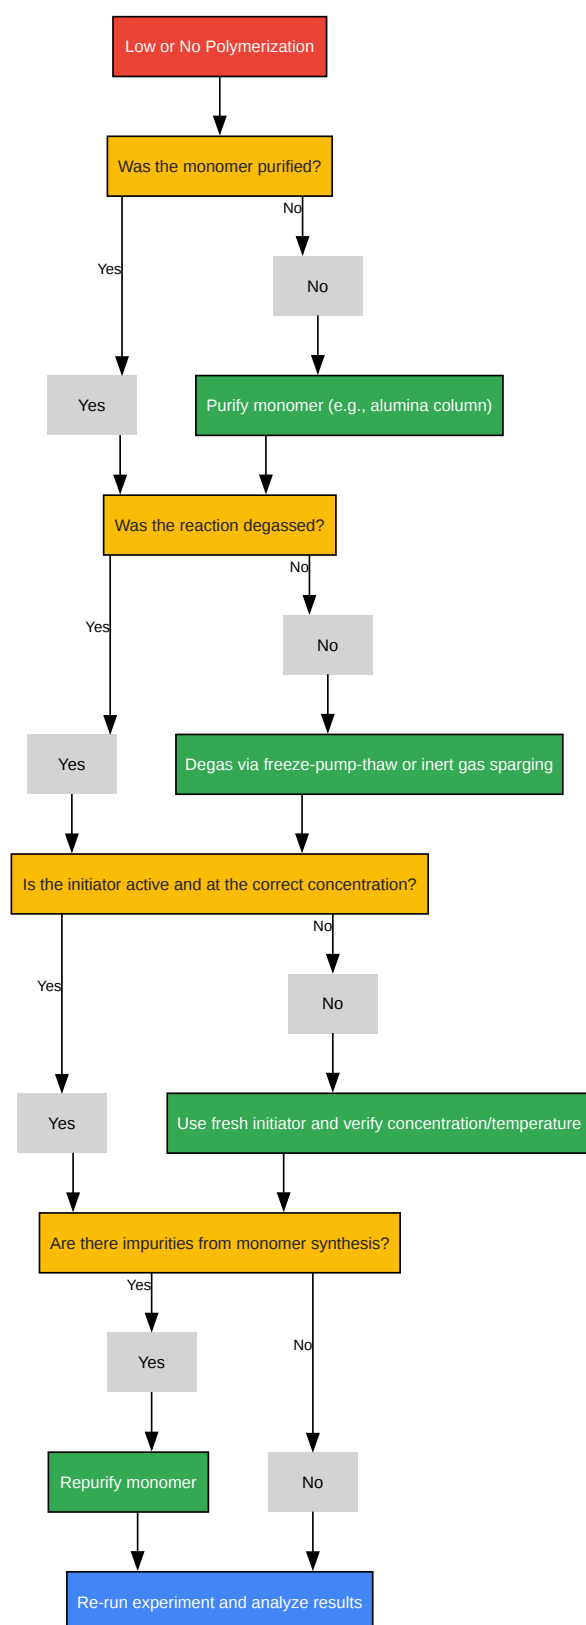 Low or No Polymerization
Was the monomer purified?
No
Yes
No
Yes
Purify monomer (e.g., alumina column)
Was the reaction degassed?
No
Yes
No
Yes
Degas via freeze-pump-thaw or inert gas sparging
Is the initiator active and at the correct concentration?
No
Yes
No
Yes
Use fresh initiator and verify concentration/temperature
Are there impurities from monomer synthesis?
Yes
No
Yes
Repurify monomer
No
Re-run experiment and analyze results